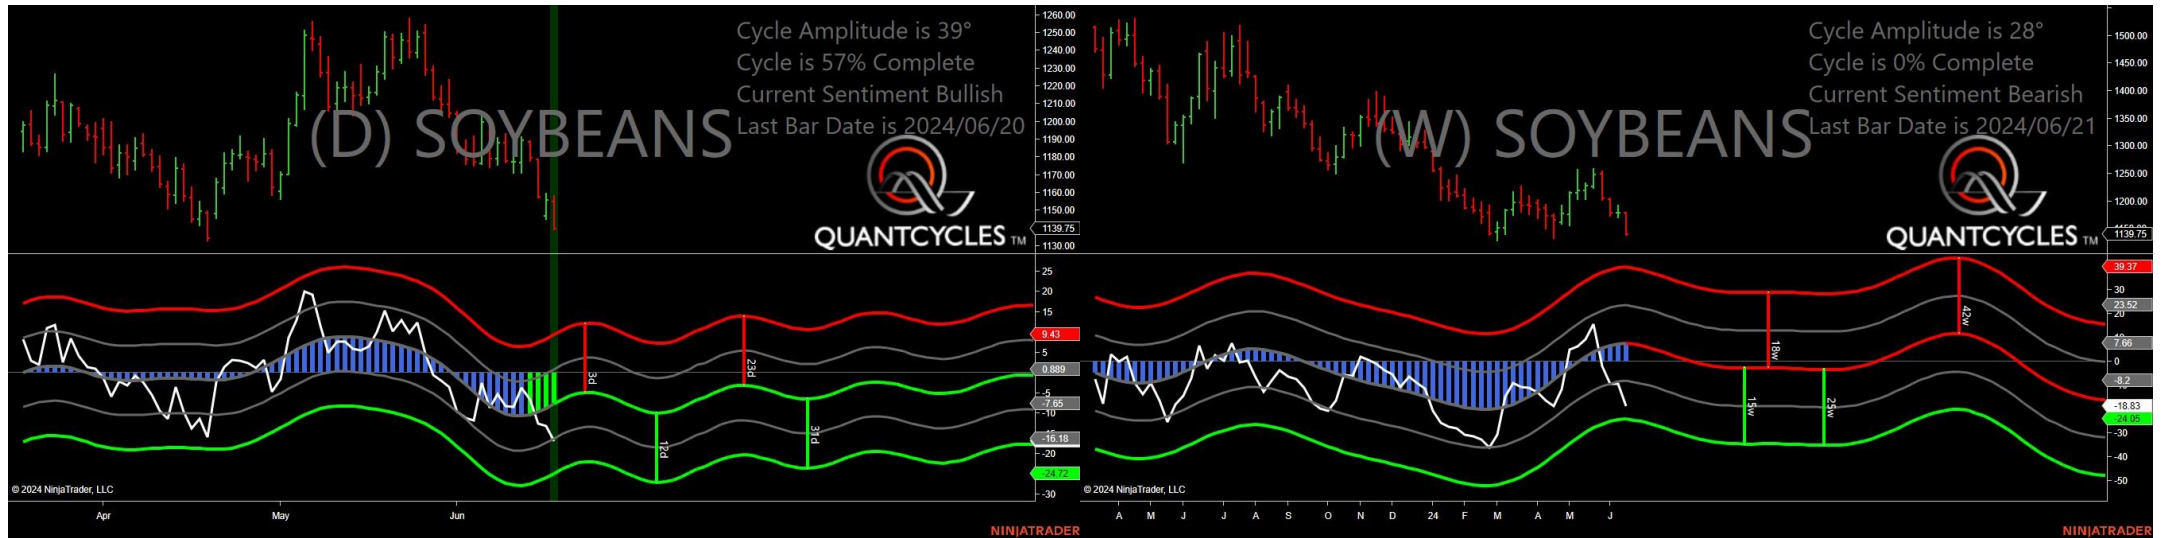 Cycle Amplitude is 39°
Cycle is 57% Complete
Current Sentiment Bullish
Last Bar Date is 2024/06/20
(D) SOYBEANS
QUANTCYCLES TM
1260.00
1250.00
1240.00
1230.00
1220.00
1210.00
1200.00
1190.00
1180.00
1170.00
1160.00
1150.00
1139.75
1130.00
25
20
15
9.43
5
0.889
-5
-7.65
-10
-16.18
-20
-24.72
-30
3d
12d
23d
31d
© 2024 NinjaTrader, LLC
Apr May Jun
NINJATRADER
Cycle Amplitude is 28°
Cycle is 0% Complete
Current Sentiment Bearish
Last Bar Date is 2024/06/21
(W) SOYBEANS
QUANTCYCLES TM
1500.00
1450.00
1400.00
1350.00
1300.00
1250.00
1200.00
1139.75
39.37
30
23.52
20
7.66
0
-8.2
-18.83
-24.05
-30
-40
-50
15w
18w
25w
42w
© 2024 NinjaTrader, LLC
A M J J A S O N D 24 F M A M J
NINJATRADER